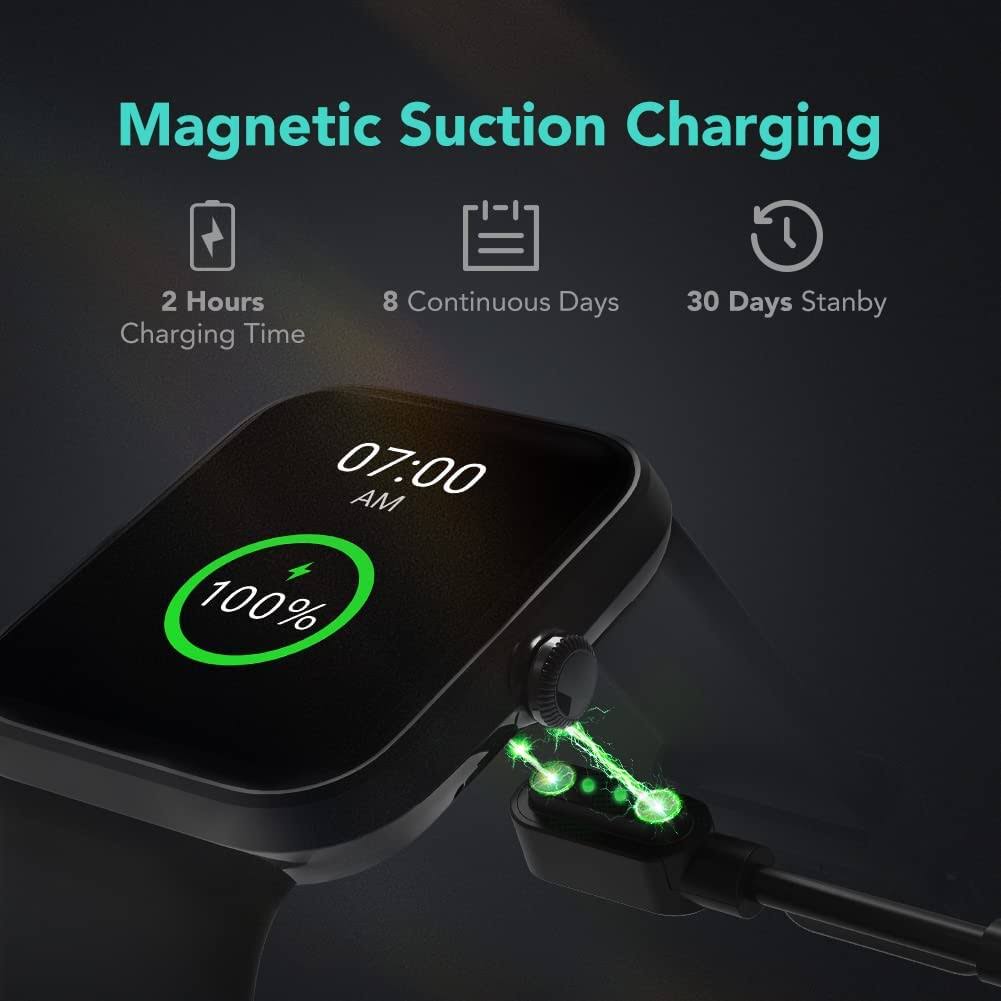 Magnetic Suction Charging
2 Hours
Charging Time
8 Continuous Days
30 Days Stanby
07:00
AM
100%